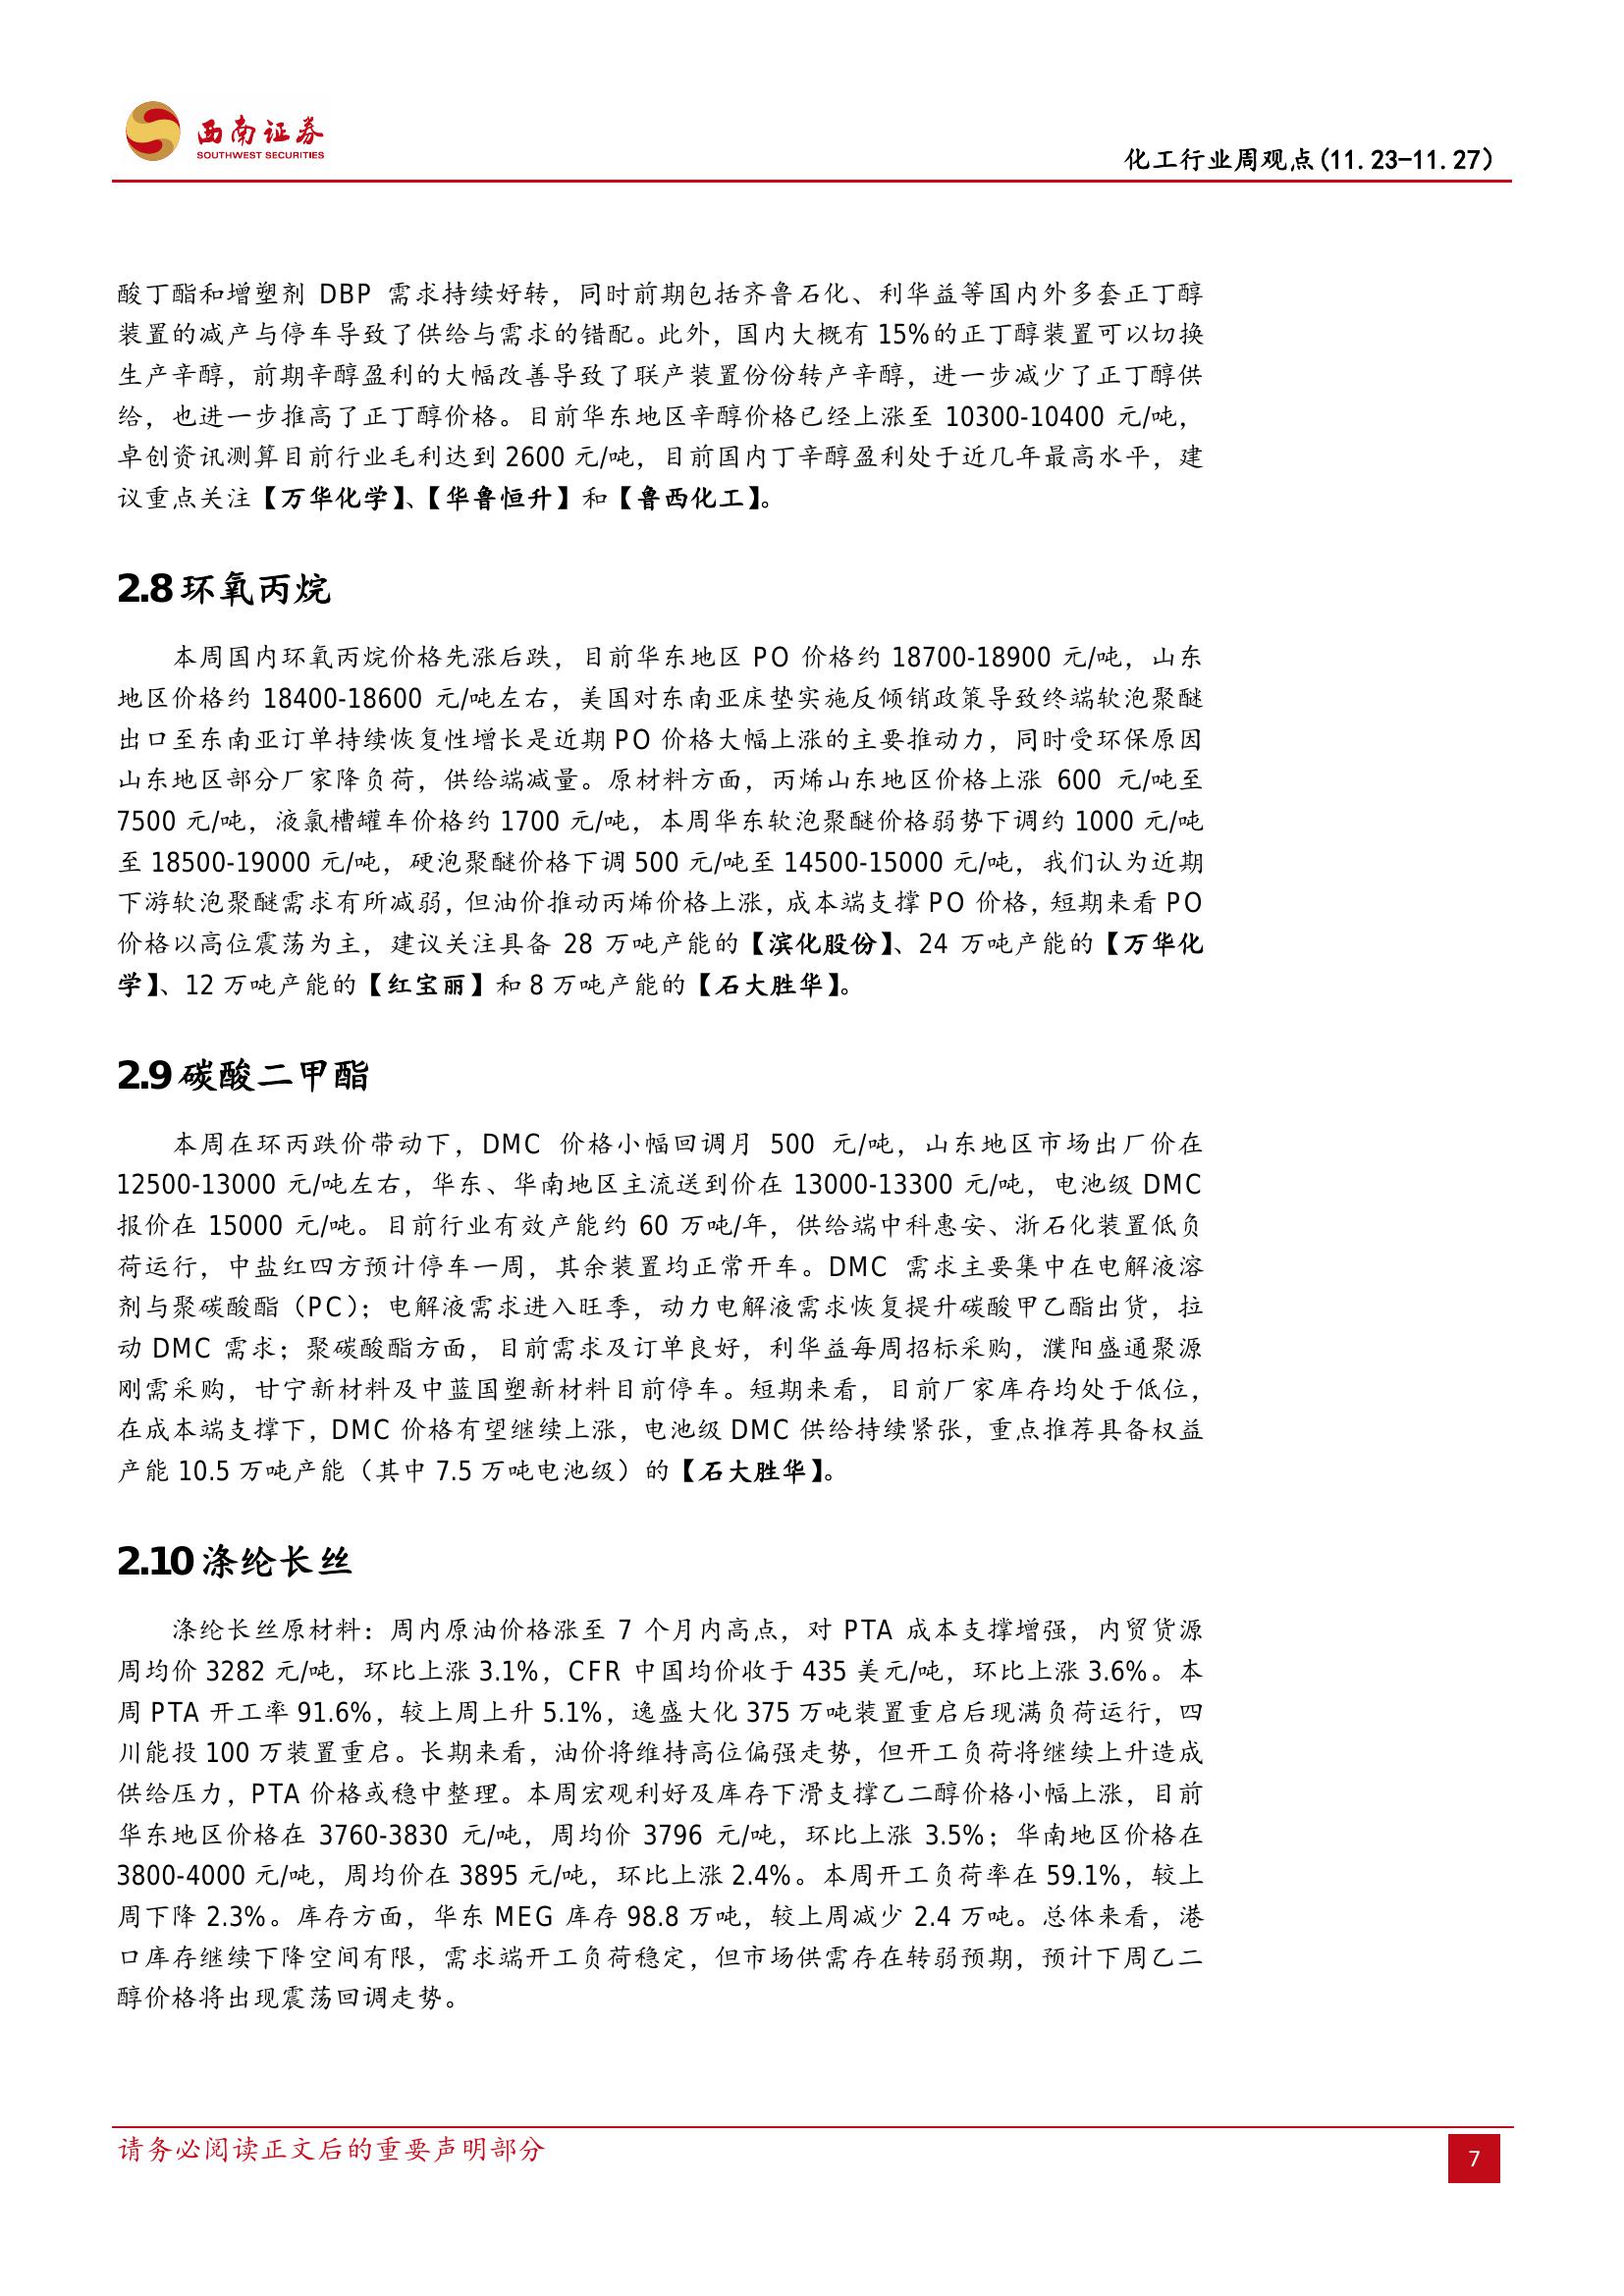 西南证券
SOUTHWEST SECURITIES
化工行业周观点(11.23-11.27)
酸丁酯和增塑剂 DBP 需求持续好转，同时前期包括齐鲁石化、利华益等国内外多套正丁醇
装置的减产与停车导致了供给与需求的错配。此外，国内大概有 15%的正丁醇装置可以切换
生产辛醇，前期辛醇盈利的大幅改善导致了联产装置份份转产辛醇，进一步减少了正丁醇供
给，也进一步推高了正丁醇价格。目前华东地区辛醇价格已经上涨至 10300-10400 元/吨，
卓创资讯测算目前行业毛利达到 2600 元/吨，目前国内丁辛醇盈利处于近几年最高水平，建
议重点关注【万华化学】、【华鲁恒升】和【鲁西化工】。
2.8 环氧丙烷
本周国内环氧丙烷价格先涨后跌，目前华东地区 PO 价格约 18700-18900 元/吨，山东
地区价格约 18400-18600 元/吨左右，美国对东南亚床垫实施反倾销政策导致终端软泡聚醚
出口至东南亚订单持续恢复性增长是近期 PO 价格大幅上涨的主要推动力，同时受环保原因
山东地区部分厂家降负荷，供给端减量。原材料方面，丙烯山东地区价格上涨 600 元/吨至
7500 元/吨，液氯槽罐车价格约 1700 元/吨，本周华东软泡聚醚价格弱势下调约 1000 元/吨
至 18500-19000 元/吨，硬泡聚醚价格下调 500 元/吨至 14500-15000 元/吨，我们认为近期
下游软泡聚醚需求有所减弱，但油价推动丙烯价格上涨，成本端支撑 PO 价格，短期来看 PO
价格以高位震荡为主，建议关注具备 28 万吨产能的【滨化股份】、24 万吨产能的【万华化
学】、12 万吨产能的【红宝丽】和 8 万吨产能的【石大胜华】。
2.9 碳酸二甲酯
本周在环丙跌价带动下，DMC 价格小幅回调月 500 元/吨，山东地区市场出厂价在
12500-13000 元/吨左右，华东、华南地区主流送到价在 13000-13300 元/吨，电池级 DMC
报价在 15000 元/吨。目前行业有效产能约 60 万吨/年，供给端中科惠安、浙石化装置低负
荷运行，中盐红四方预计停车一周，其余装置均正常开车。DMC 需求主要集中在电解液溶
剂与聚碳酸酯（PC）；电解液需求进入旺季，动力电解液需求恢复提升碳酸甲乙酯出货，拉
动 DMC 需求；聚碳酸酯方面，目前需求及订单良好，利华益每周招标采购，濮阳盛通聚源
刚需采购，甘宁新材料及中蓝国塑新材料目前停车。短期来看，目前厂家库存均处于低位，
在成本端支撑下，DMC 价格有望继续上涨，电池级 DMC 供给持续紧张，重点推荐具备权益
产能 10.5 万吨产能（其中 7.5 万吨电池级）的【石大胜华】。
2.10 涤纶长丝
涤纶长丝原材料：周内原油价格涨至 7 个月内高点，对 PTA 成本支撑增强，内贸货源
周均价 3282 元/吨，环比上涨 3.1%，CFR 中国均价收于 435 美元/吨，环比上涨 3.6%。本
周 PTA 开工率 91.6%，较上周上升 5.1%，逸盛大化 375 万吨装置重启后现满负荷运行，四
川能投 100 万装置重启。长期来看，油价将维持高位偏强走势，但开工负荷将继续上升造成
供给压力，PTA 价格或稳中整理。本周宏观利好及库存下滑支撑乙二醇价格小幅上涨，目前
华东地区价格在 3760-3830 元/吨，周均价 3796 元/吨，环比上涨 3.5%；华南地区价格在
3800-4000 元/吨，周均价在 3895 元/吨，环比上涨 2.4%。本周开工负荷率在 59.1%，较上
周下降 2.3%。库存方面，华东 MEG 库存 98.8 万吨，较上周减少 2.4 万吨。总体来看，港
口库存继续下降空间有限，需求端开工负荷稳定，但市场供需存在转弱预期，预计下周乙二
醇价格将出现震荡回调走势。
请务必阅读正文后的重要声明部分
7